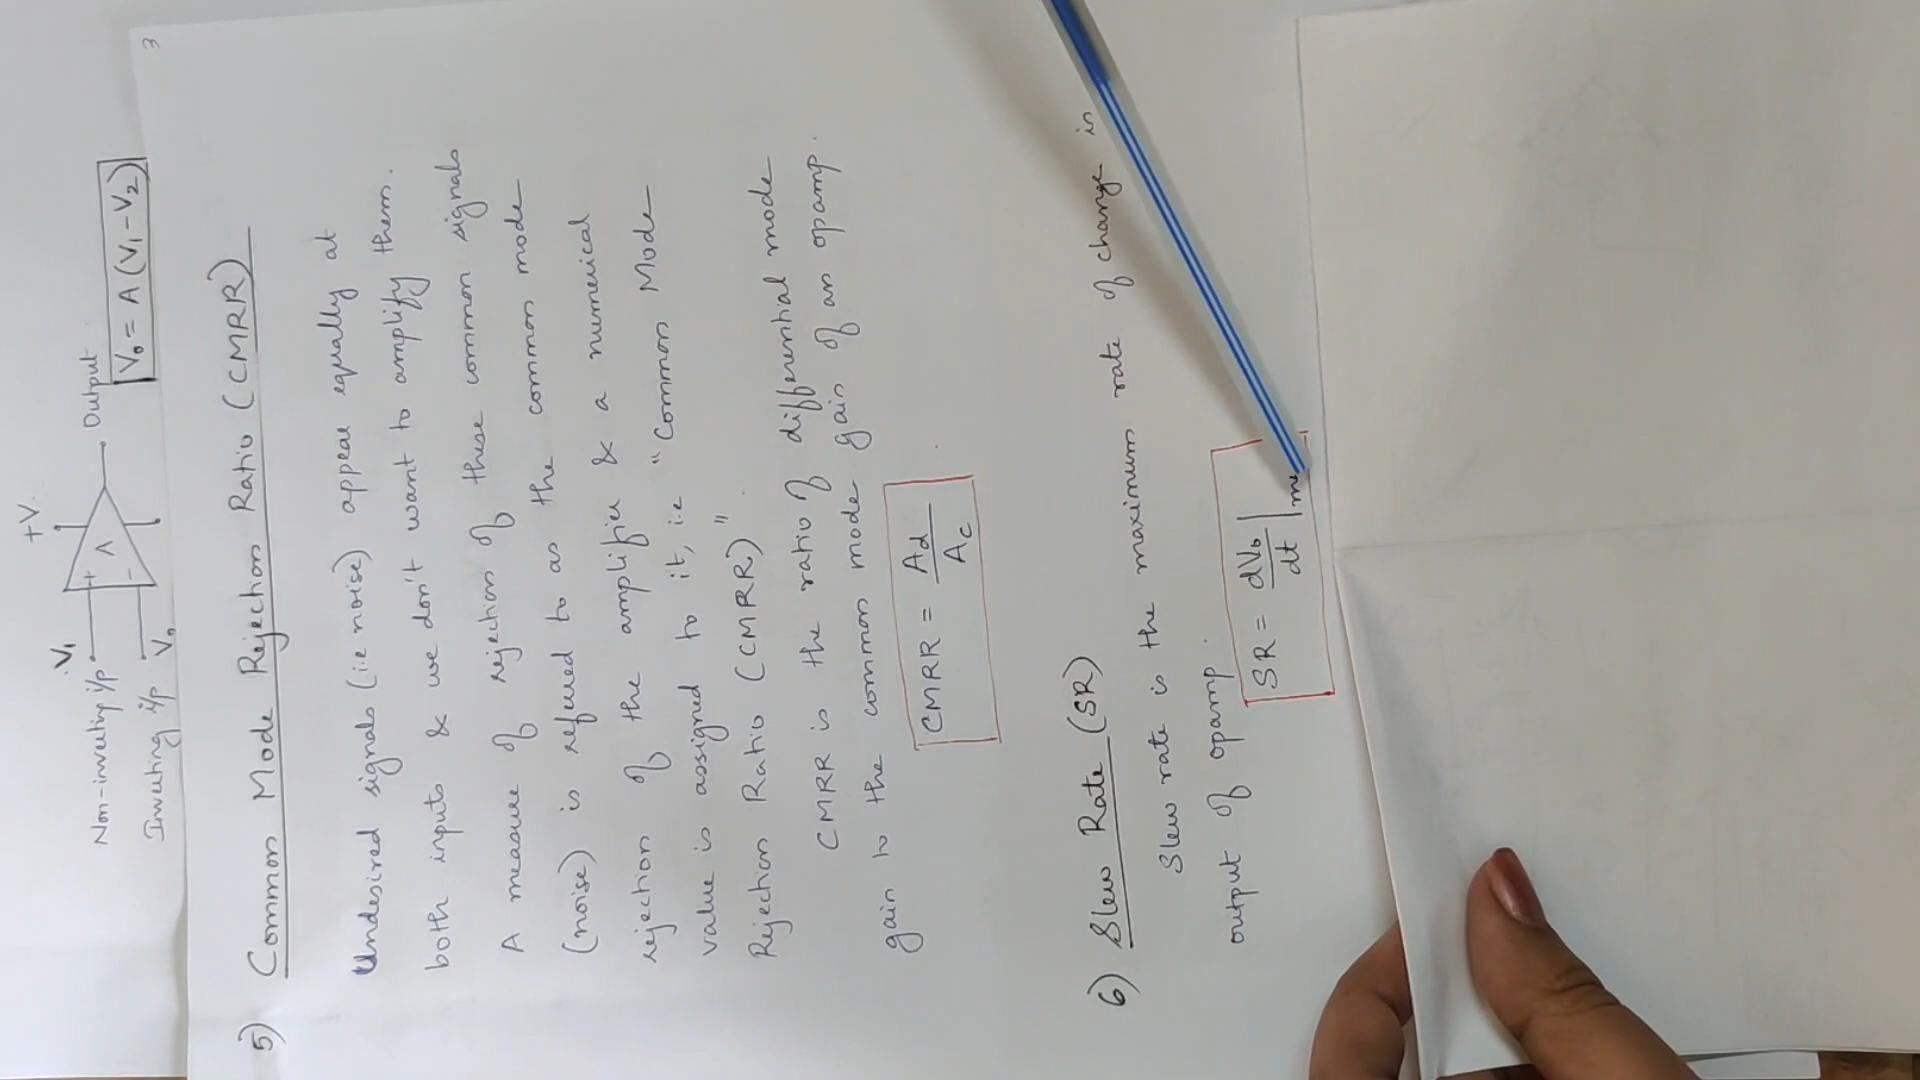 +V.
V₁
Non-inverting i/p
+
A
Output
-
Inverting i/p
V₀
V₀ = A (V₁ - V₂)
3
5) Common Mode Rejection Ratio (CMRR)
Undesired signals (i.e noise) appear equally at
both inputs & we don't want to amplify them.
A measure of rejection of these common signals
(noise) is referred to as the common mode
rejection of the amplifier & a numerical
value is assigned to it, i.e "Common Mode
Rejection Ratio (CMRR)".
CMRR is the ratio of differential mode
gain to the common mode gain of an opamp.
CMRR = Ad / Ac
6) Slew Rate (SR)
Slew rate is the maximum rate of change in
output of opamp.
SR = dV₀ / dt |